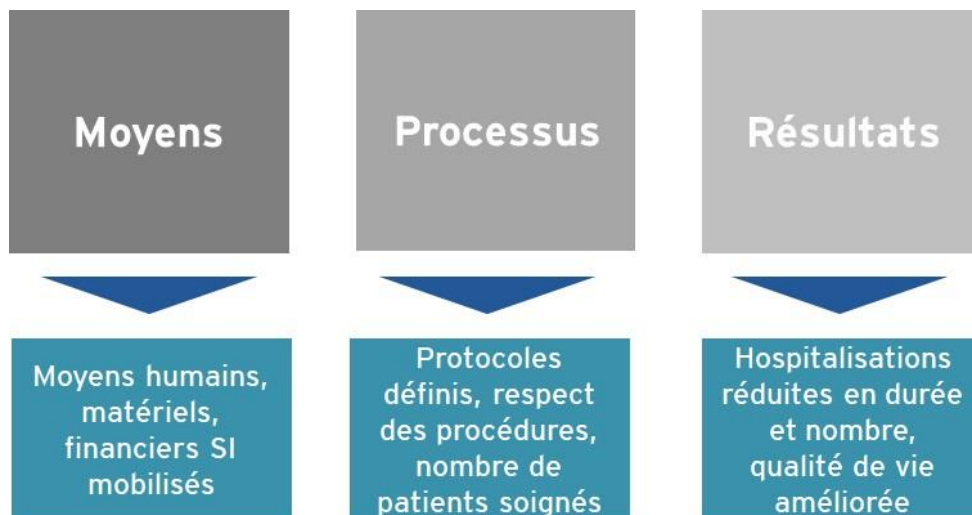 Moyens
Processus
Résultats
Moyens humains,
matériels,
financiers SI
mobilisés
Protocoles
définis, respect
des procédures,
nombre de
patients soignés
Hospitalisations
réduites en durée
et nombre,
qualité de vie
améliorée